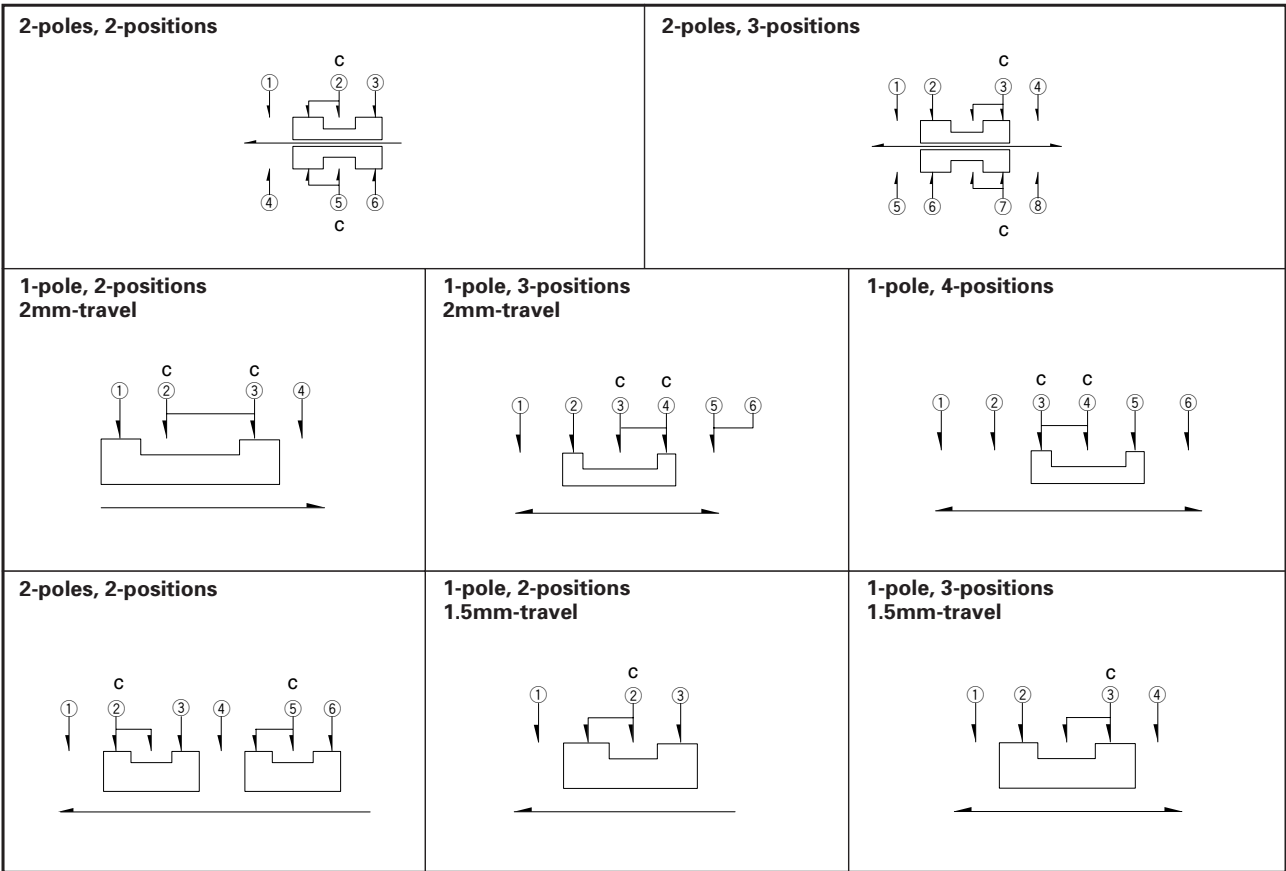 2-poles, 2-positions
C
① ② ③
④ ⑤ ⑥
C
2-poles, 3-positions
C
① ② ③ ④
⑤ ⑥ ⑦ ⑧
C
1-pole, 2-positions
2mm-travel
C C
① ② ③ ④
1-pole, 3-positions
2mm-travel
C C
① ② ③ ④ ⑤ ⑥
1-pole, 4-positions
C C
① ② ③ ④ ⑤ ⑥
2-poles, 2-positions
C C
① ② ③ ④ ⑤ ⑥
1-pole, 2-positions
1.5mm-travel
C
① ② ③
1-pole, 3-positions
1.5mm-travel
C
① ② ③ ④